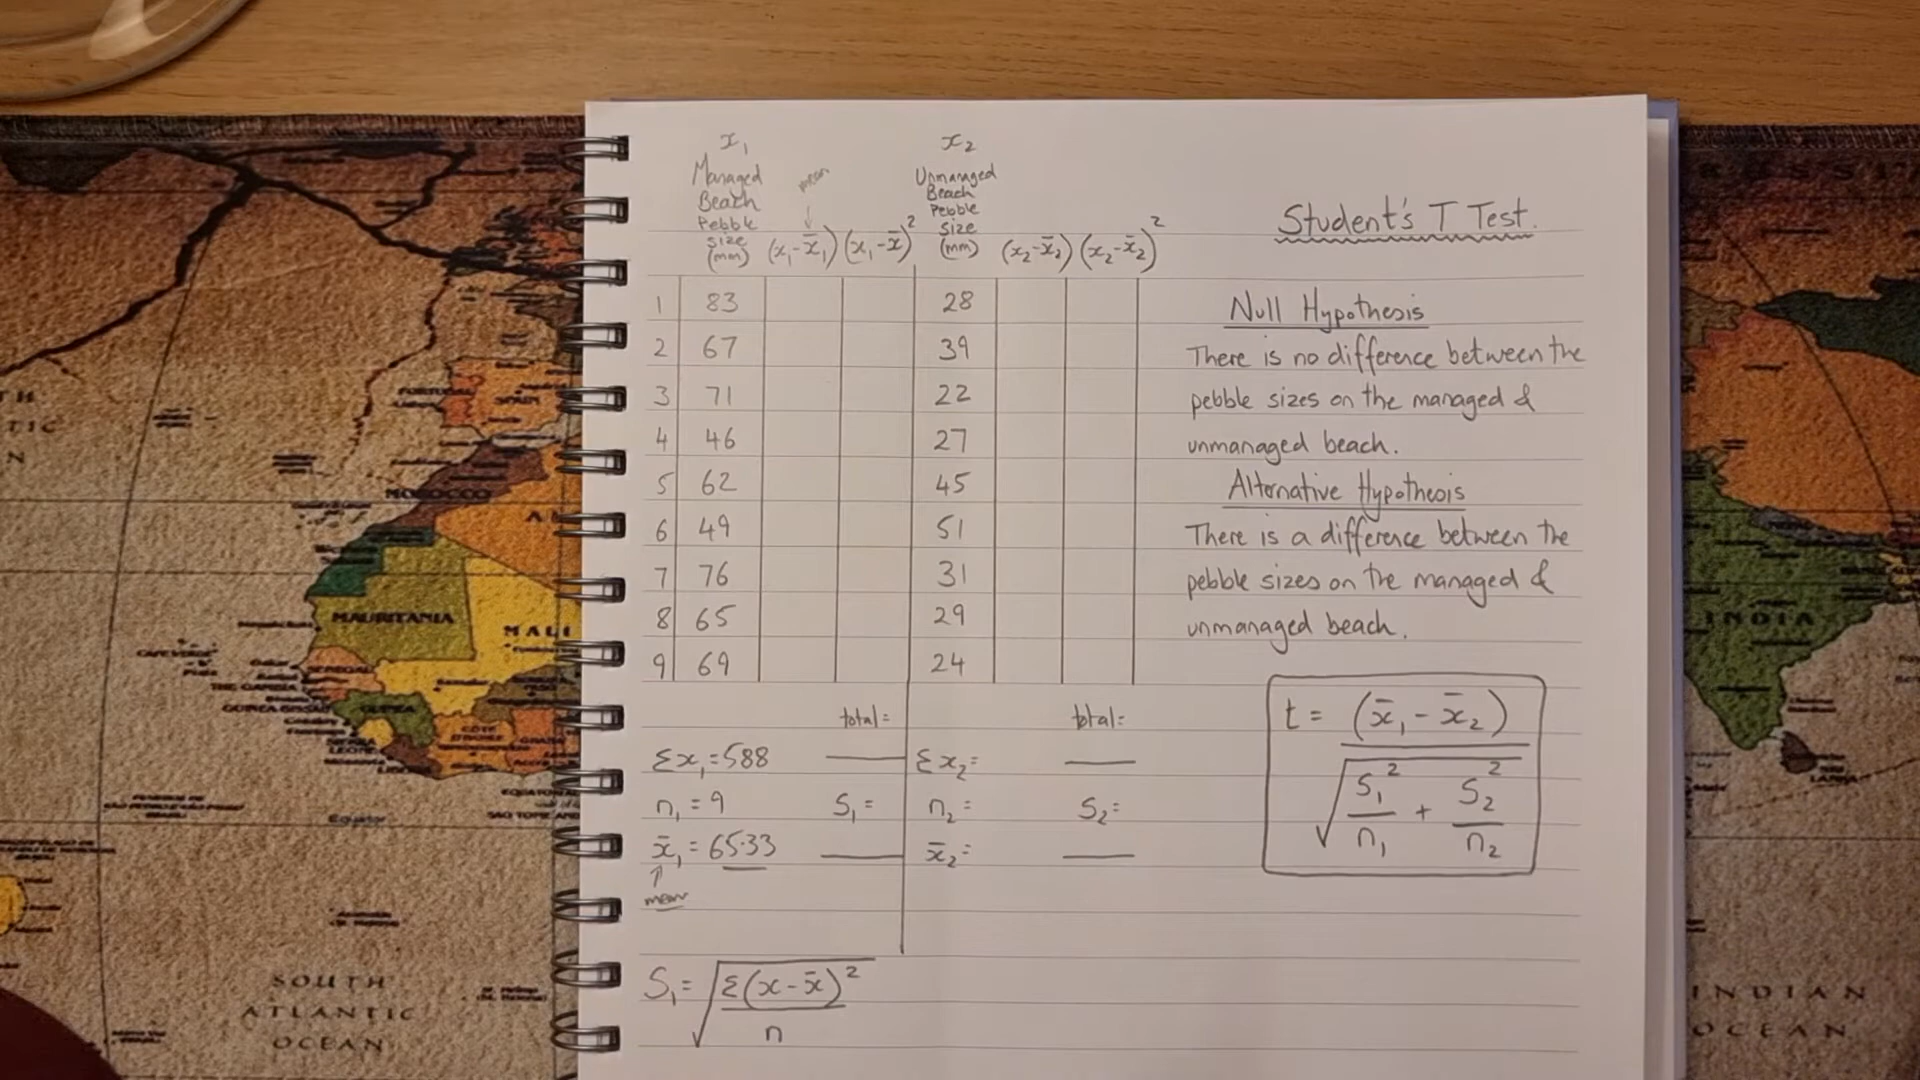 x₁ x₂
Managed Beach Pebble size (mm) mean (x₁-x̄₁) (x₁-x̄)² Unmanaged Beach Pebble size (mm) (x₂-x̄₂) (x₂-x̄₂)²
Student's T Test.
1 83 28
2 67 39
3 71 22
4 46 27
5 62 45
6 49 51
7 76 31
8 65 29
9 69 24
total= total=
Σx₁=588 Σx₂=
n₁=9 S₁= n₂= S₂=
x̄₁=65.33 x̄₂=
mean
S₁=√(Σ(x-x̄)²/n)
Null Hypothesis
There is no difference between the
pebble sizes on the managed &
unmanaged beach.
Alternative Hypothesis
There is a difference between the
pebble sizes on the managed &
unmanaged beach.
t = (x̄₁-x̄₂)/√(S₁²/n₁ + S₂²/n₂)
MOROCCO
MAURITANIA
MALI
SOUTH
ATLANTIC
OCEAN
INDIA
INDIAN
OCEAN